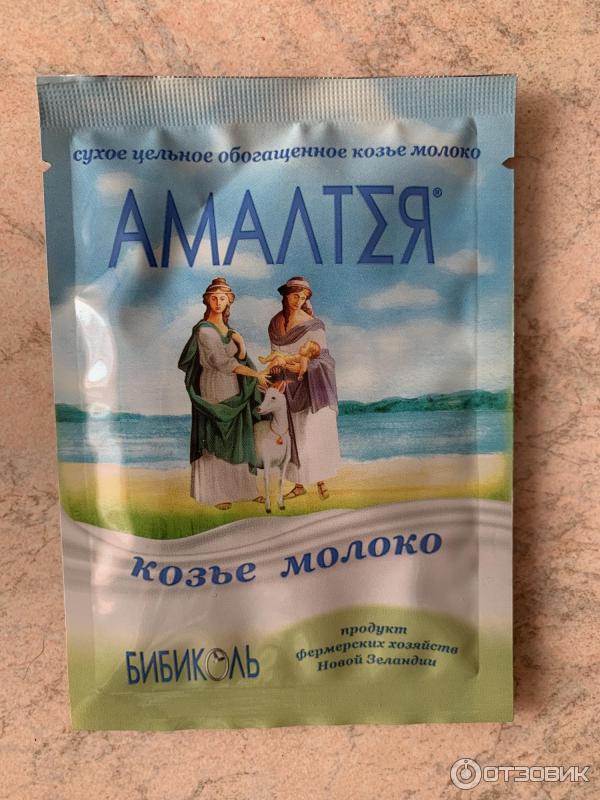 сухое цельное обогащенное козье молоко
АМАЛТЕЯ®
козье молоко
БИБИКОЛЬ
продукт
фермерских хозяйств
Новой Зеландии
ОТЗОВИК